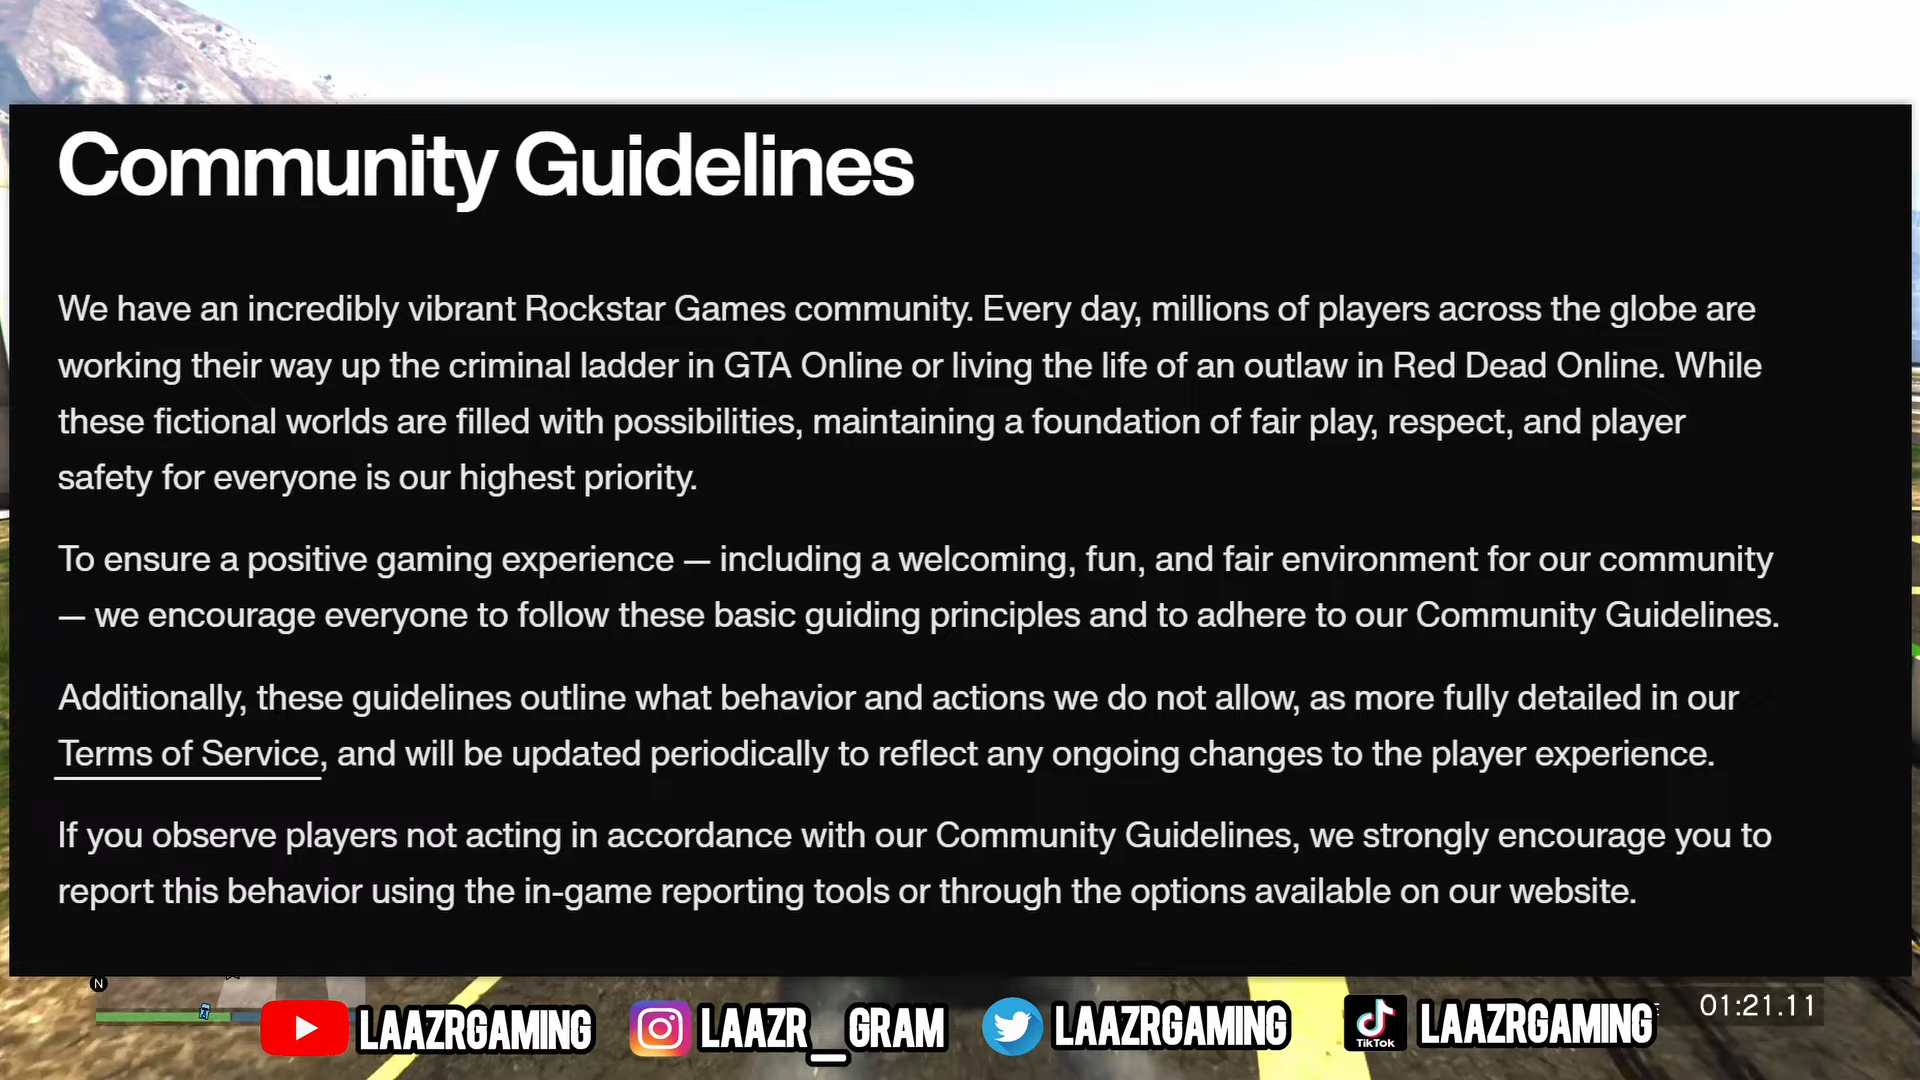 Community Guidelines
We have an incredibly vibrant Rockstar Games community. Every day, millions of players across the globe are
working their way up the criminal ladder in GTA Online or living the life of an outlaw in Red Dead Online. While
these fictional worlds are filled with possibilities, maintaining a foundation of fair play, respect, and player
safety for everyone is our highest priority.
To ensure a positive gaming experience — including a welcoming, fun, and fair environment for our community
— we encourage everyone to follow these basic guiding principles and to adhere to our Community Guidelines.
Additionally, these guidelines outline what behavior and actions we do not allow, as more fully detailed in our
Terms of Service, and will be updated periodically to reflect any ongoing changes to the player experience.
If you observe players not acting in accordance with our Community Guidelines, we strongly encourage you to
report this behavior using the in-game reporting tools or through the options available on our website.
N
01:21.11
LAAZRGAMING LAAZR_GRAM LAAZRGAMING TikTok LAAZRGAMING